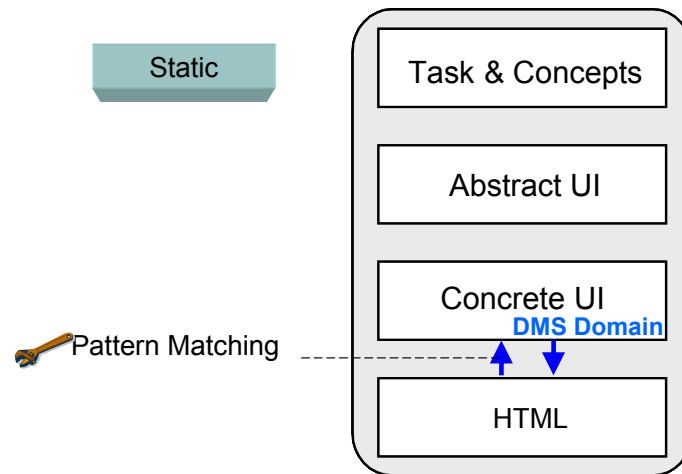 Static
Task & Concepts
Abstract UI
Concrete UI
DMS Domain
Pattern Matching
HTML